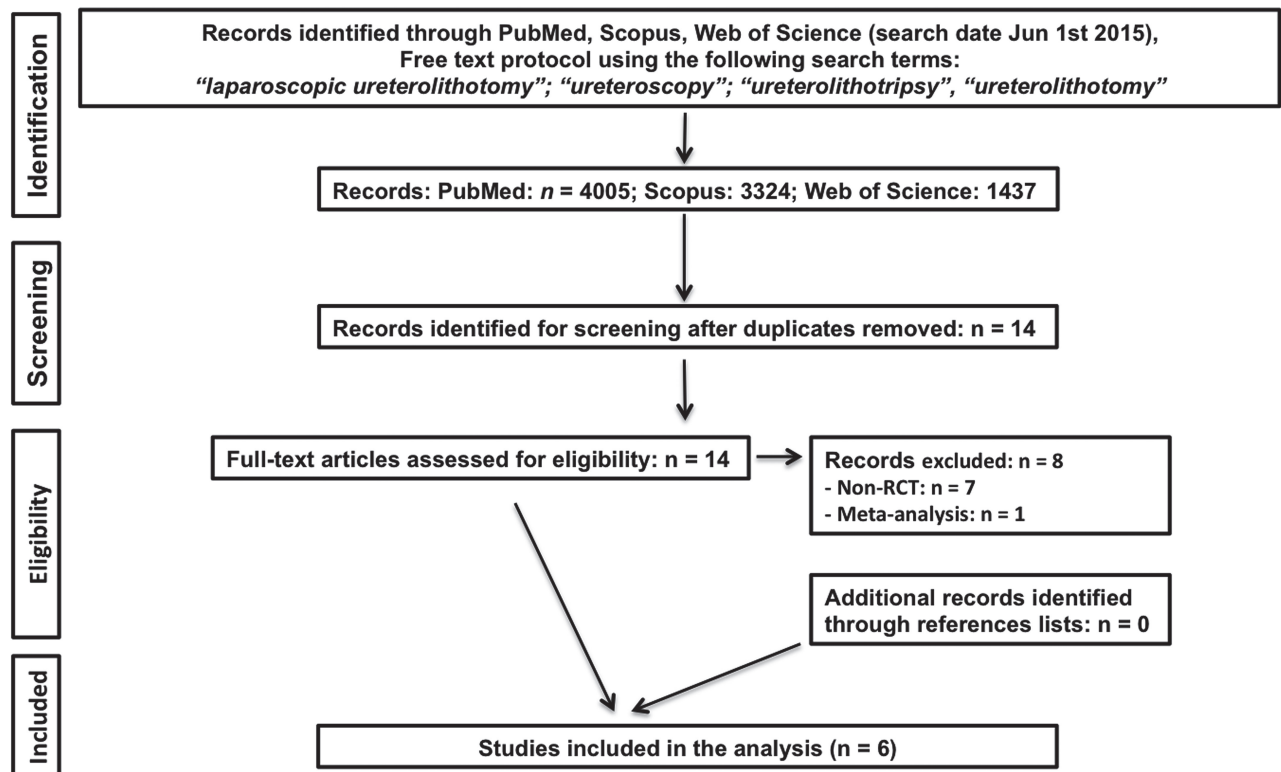 Identification
Records identified through PubMed, Scopus, Web of Science (search date Jun 1st 2015),
Free text protocol using the following search terms:
“laparoscopic ureterolithotomy”; “ureteroscopy”; “ureterolithotripsy”, “ureterolithotomy”
Records: PubMed: n = 4005; Scopus: 3324; Web of Science: 1437
Screening
Records identified for screening after duplicates removed: n = 14
Eligibility
Full-text articles assessed for eligibility: n = 14
Records excluded: n = 8
- Non-RCT: n = 7
- Meta-analysis: n = 1
Additional records identified
through references lists: n = 0
Included
Studies included in the analysis (n = 6)